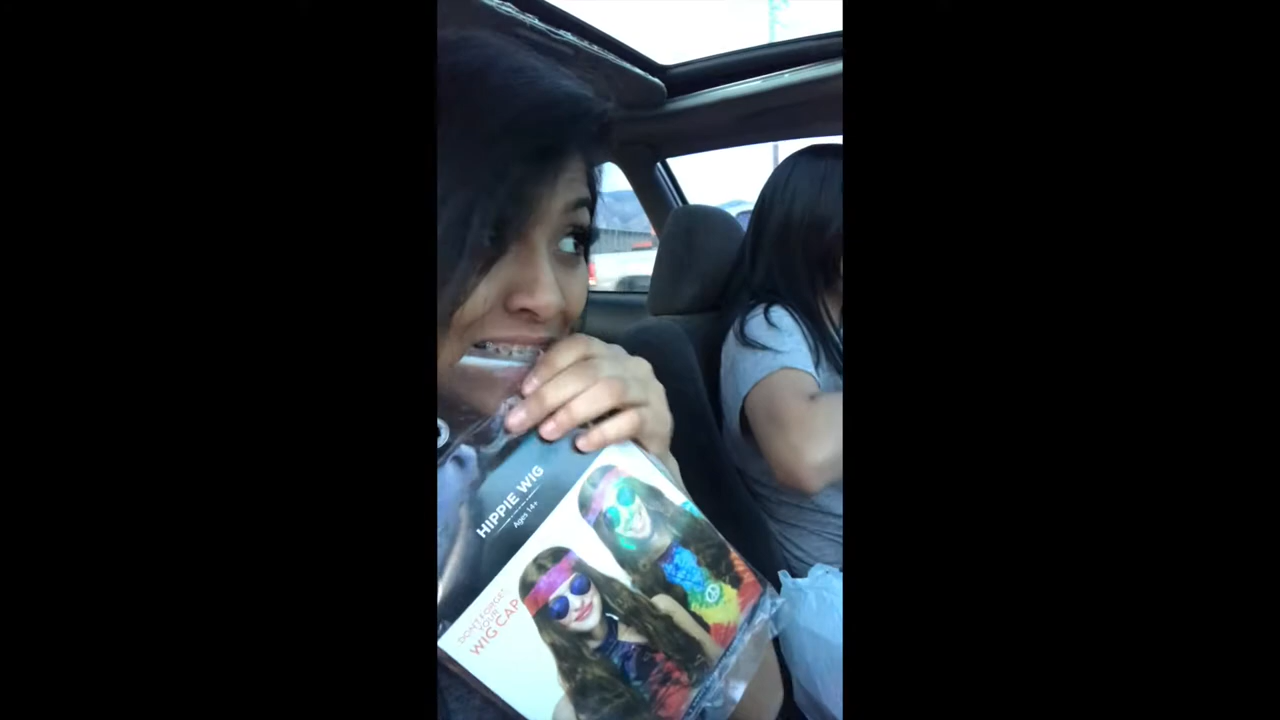 HIPPIE WIG
Ages 14+
DON'T FORGET
YOUR
WIG CAP